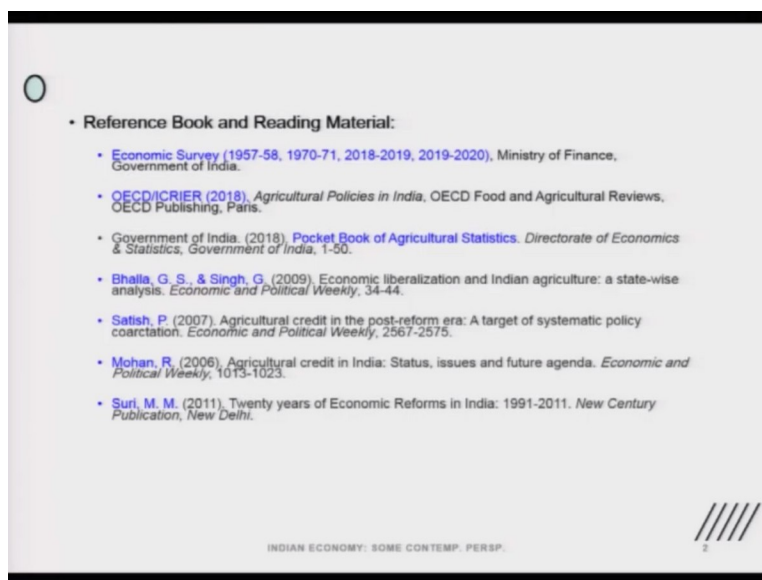 • Reference Book and Reading Material:
• Economic Survey (1957-58, 1970-71, 2018-2019, 2019-2020), Ministry of Finance,
Government of India.
• OECD/ICRIER (2018), Agricultural Policies in India, OECD Food and Agricultural Reviews,
OECD Publishing, Paris.
• Government of India. (2018). Pocket Book of Agricultural Statistics. Directorate of Economics
& Statistics, Government of India, 1-50.
• Bhalla, G. S., & Singh, G. (2009). Economic liberalization and Indian agriculture: a state-wise
analysis. Economic and Political Weekly, 34-44.
• Satish, P. (2007). Agricultural credit in the post-reform era: A target of systematic policy
coarctation. Economic and Political Weekly, 2567-2575.
• Mohan, R. (2006). Agricultural credit in India: Status, issues and future agenda. Economic and
Political Weekly, 1013-1023.
• Suri, M. M. (2011). Twenty years of Economic Reforms in India: 1991-2011. New Century
Publication, New Delhi.
INDIAN ECONOMY: SOME CONTEMP. PERSP.
2